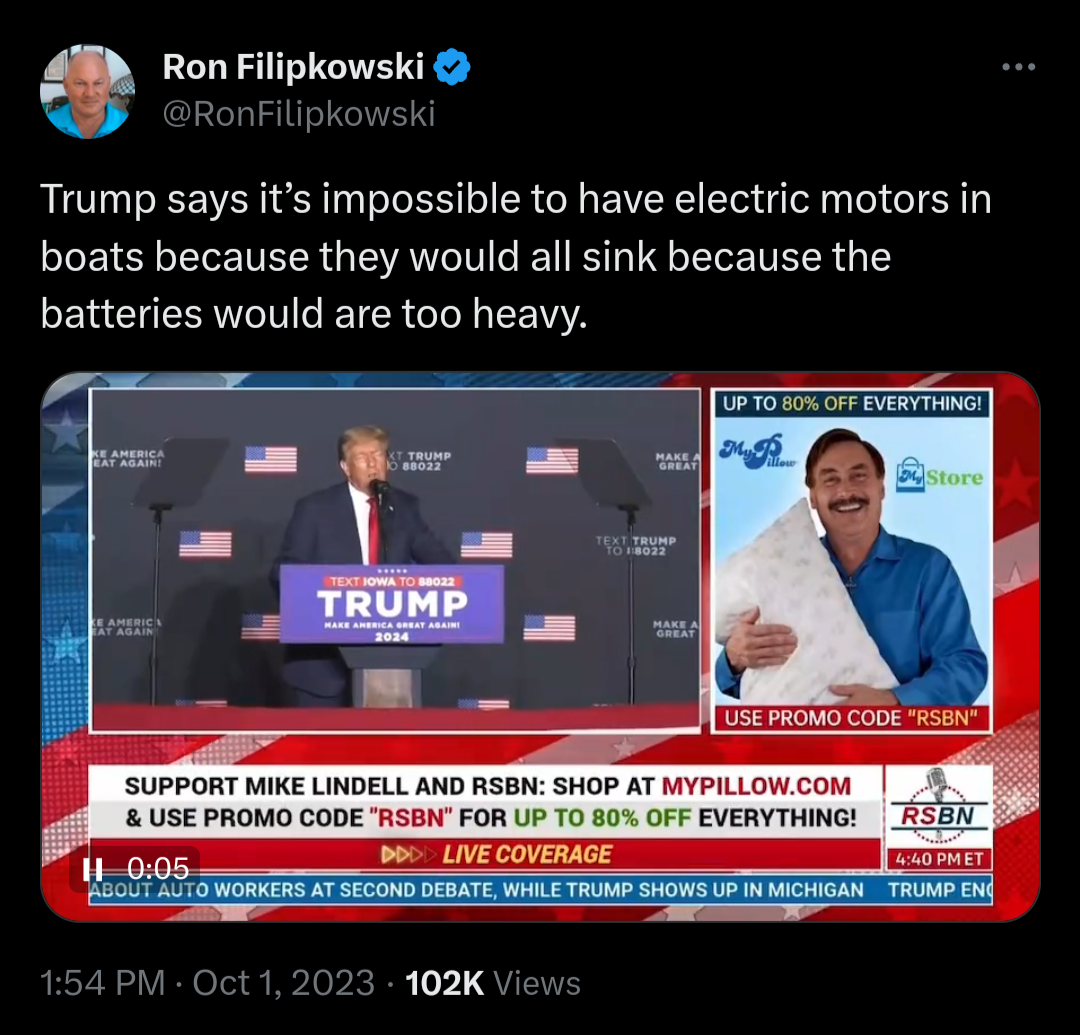 Ron Filipkowski
@RonFilipkowski
Trump says it’s impossible to have electric motors in
boats because they would all sink because the
batteries would are too heavy.
KE AMERICA
EAT AGAIN!
XT TRUMP
O 88022
MAKE A
GREAT
TEXT TRUMP
TO 88022
KE AMERICA
EAT AGAIN
MAKE A
GREAT
TEXT IOWA TO 88022
TRUMP
MAKE AMERICA GREAT AGAIN!
2024
UP TO 80% OFF EVERYTHING!
MyPillow
My Store
USE PROMO CODE "RSBN"
SUPPORT MIKE LINDELL AND RSBN: SHOP AT MYPILLOW.COM
& USE PROMO CODE "RSBN" FOR UP TO 80% OFF EVERYTHING!
LIVE COVERAGE
RSBN
4:40 PM ET
0:05
ABOUT AUTO WORKERS AT SECOND DEBATE, WHILE TRUMP SHOWS UP IN MICHIGAN TRUMP EN
1:54 PM · Oct 1, 2023 · 102K Views